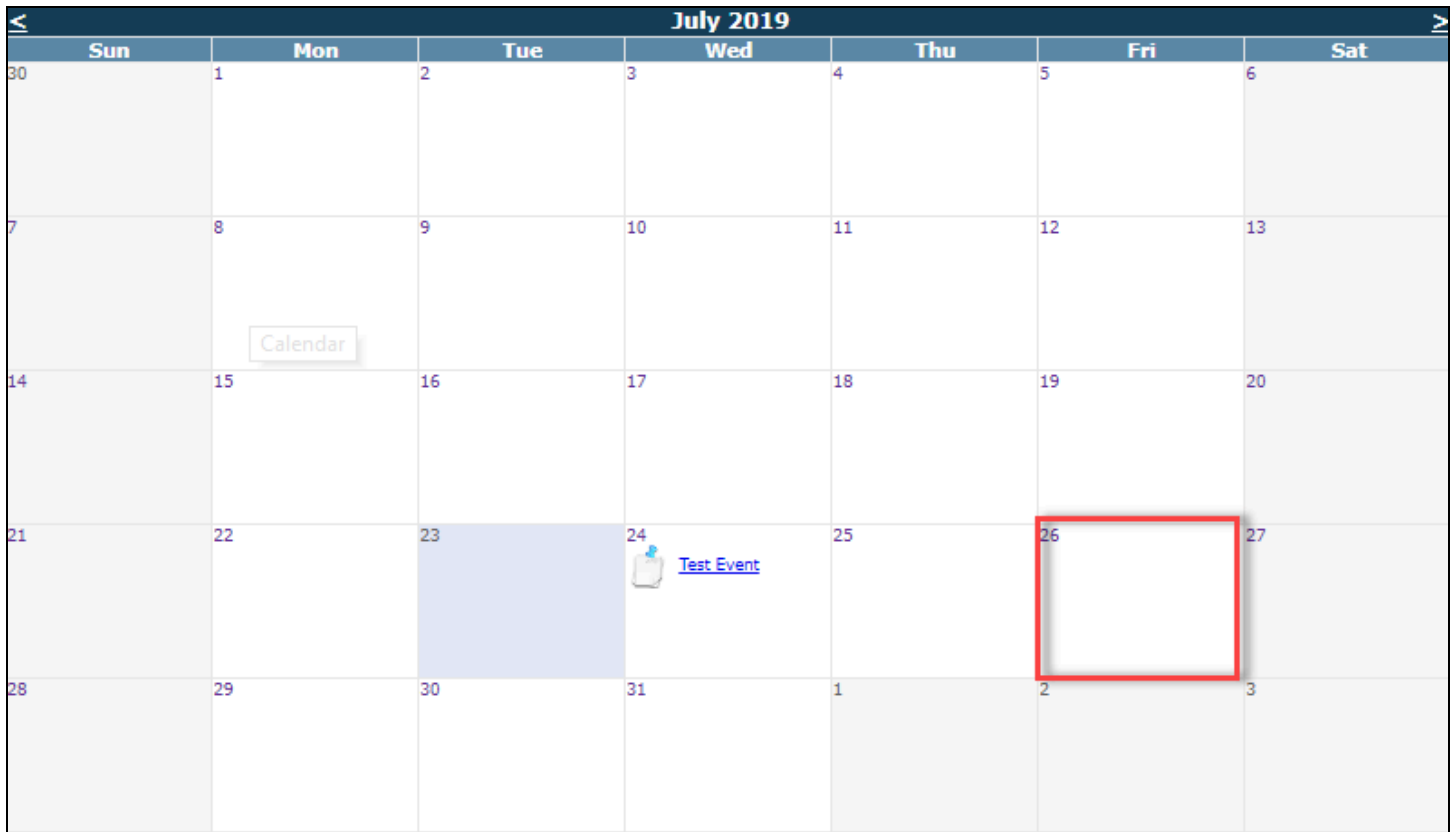 < July 2019 >
Sun Mon Tue Wed Thu Fri Sat
30 1 2 3 4 5 6
7 8 9 10 11 12 13
Calendar
14 15 16 17 18 19 20
21 22 23 24 25 26 27
Test Event
28 29 30 31 1 2 3